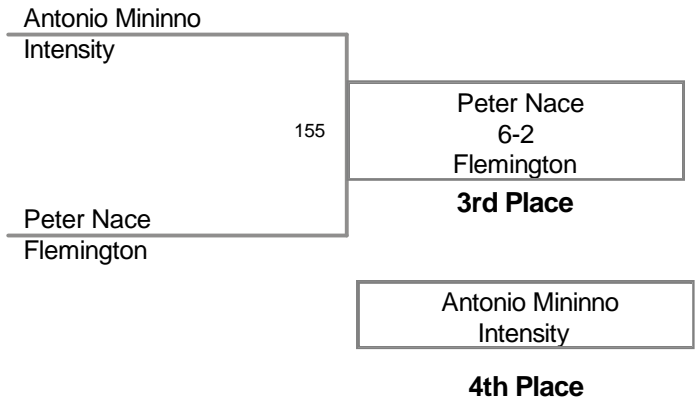 Antonio Mininno
Intensity
155
Peter Nace
6-2
Flemington
3rd Place
Peter Nace
Flemington
Antonio Mininno
Intensity
4th Place